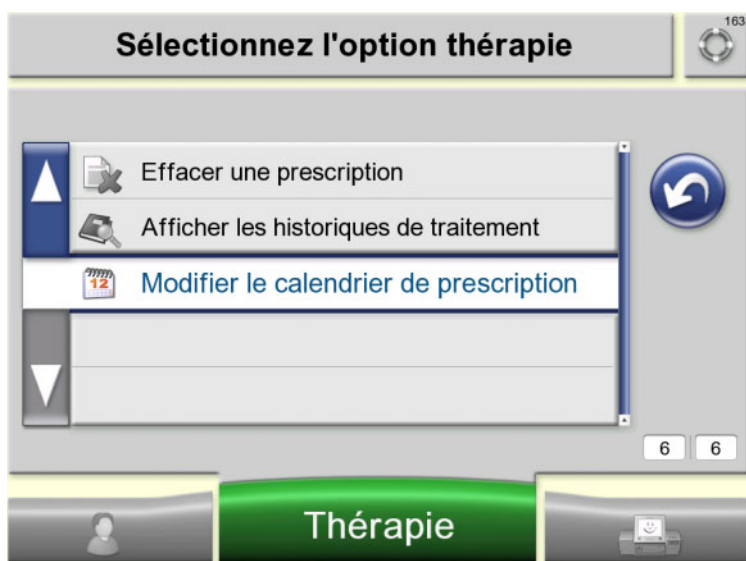 Sélectionnez l'option thérapie
163
Effacer une prescription
Afficher les historiques de traitement
12
Modifier le calendrier de prescription
6 6
Thérapie